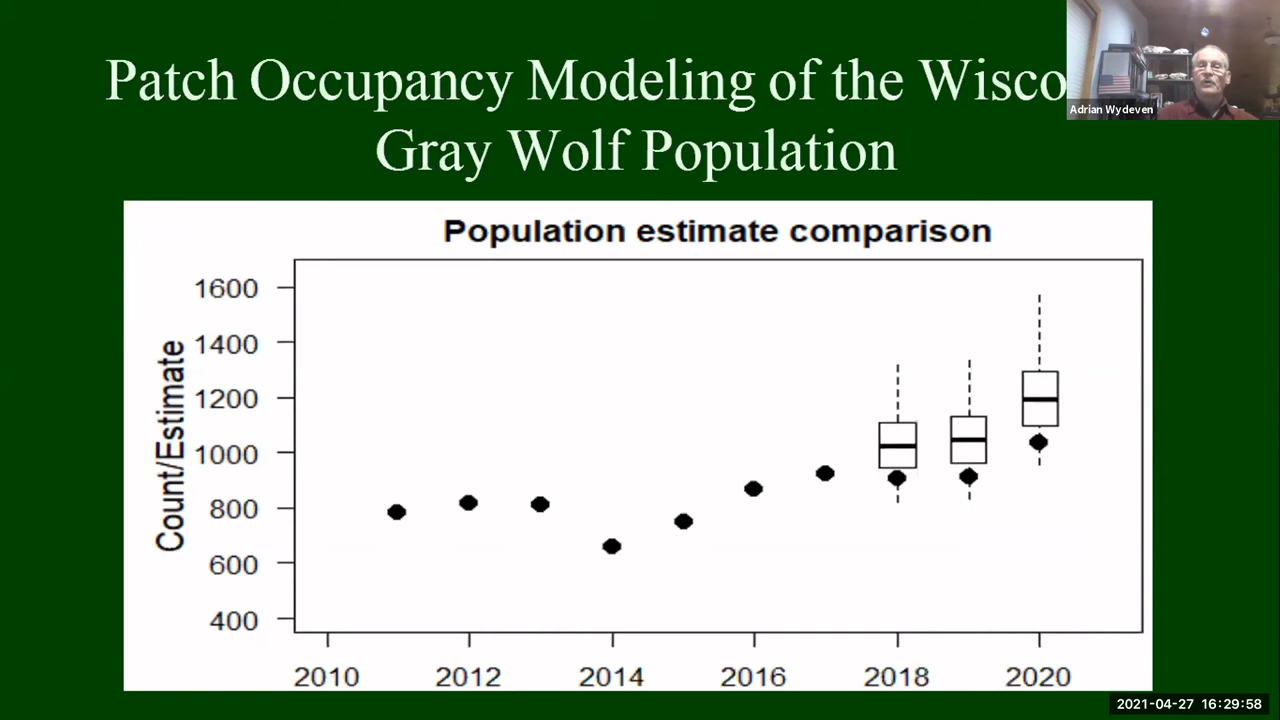 Patch Occupancy Modeling of the Wisco
Gray Wolf Population
Adrian Wydeven
Population estimate comparison
Count/Estimate
1600
1400
1200
1000
800
600
400
2010 2012 2014 2016 2018 2020
2021-04-27 16:29:58